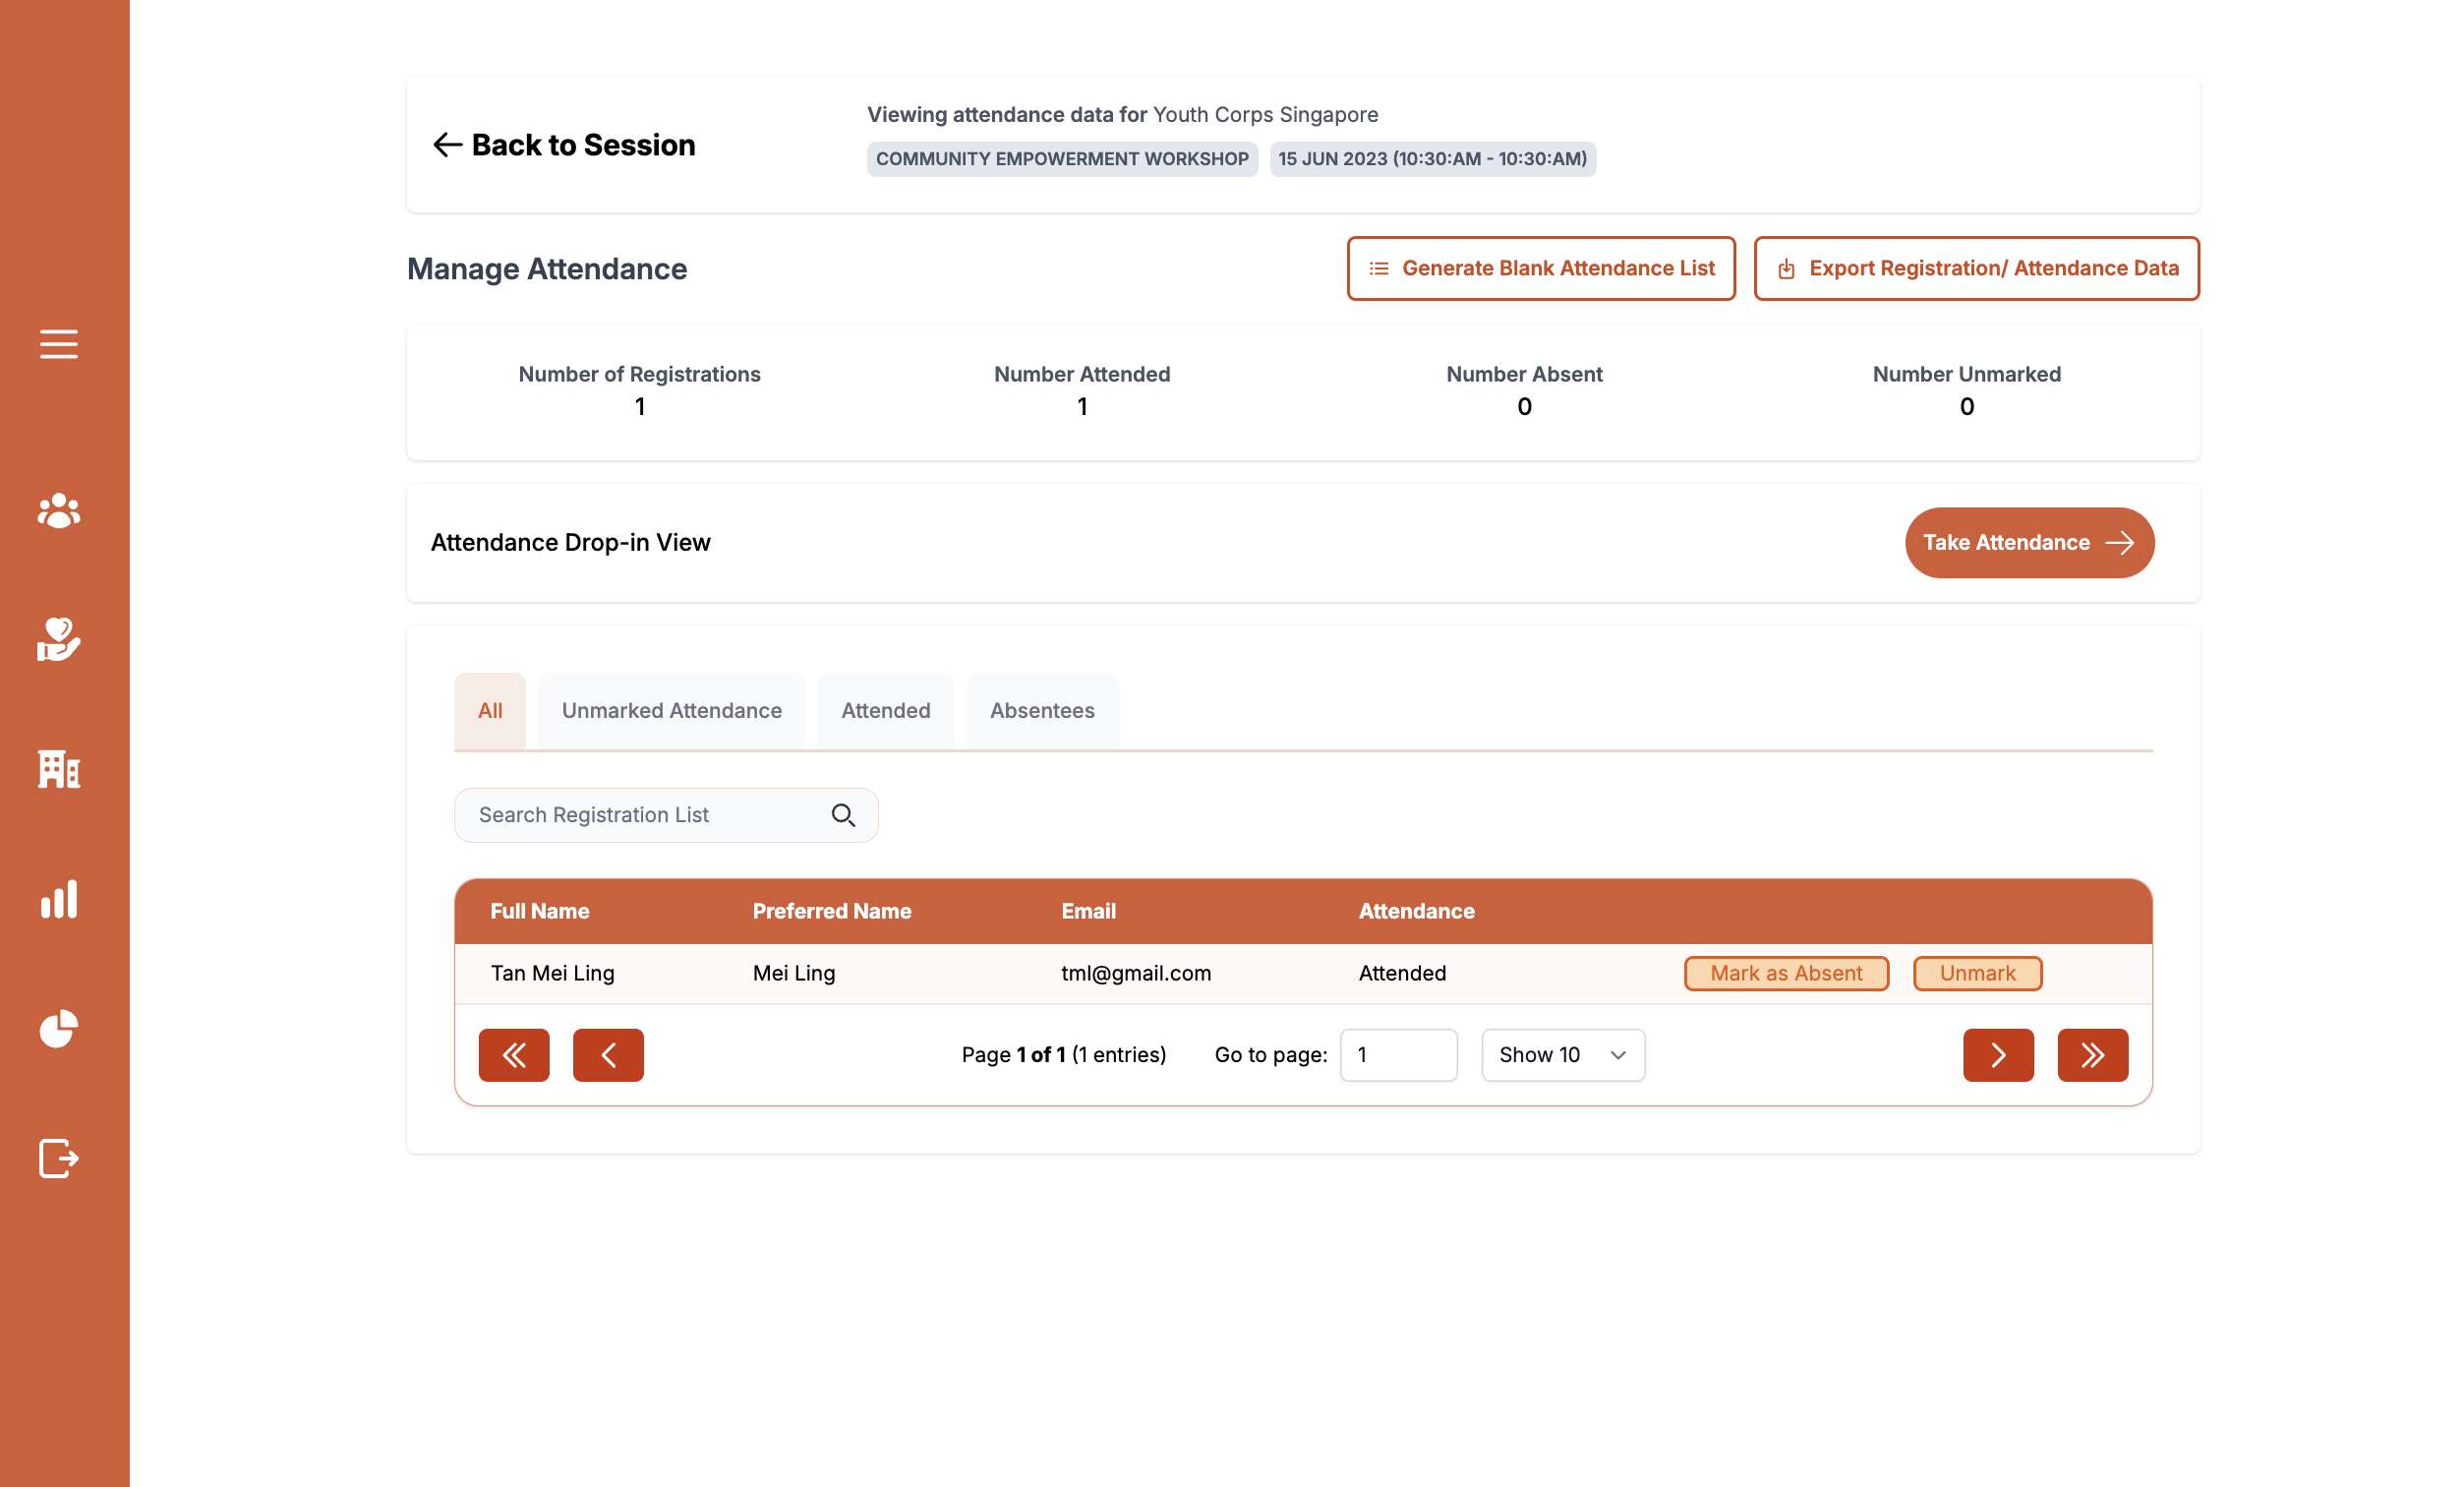 Back to Session
Viewing attendance data for Youth Corps Singapore
COMMUNITY EMPOWERMENT WORKSHOP 15 JUN 2023 (10:30:AM - 10:30:AM)
Manage Attendance
Generate Blank Attendance List
Export Registration/ Attendance Data
Number of Registrations Number Attended Number Absent Number Unmarked
1 1 0 0
Attendance Drop-in View
Take Attendance
All Unmarked Attendance Attended Absentees
Search Registration List
Full Name Preferred Name Email Attendance
Tan Mei Ling Mei Ling tml@gmail.com Attended Mark as Absent Unmark
Page 1 of 1 (1 entries) Go to page: 1 Show 10